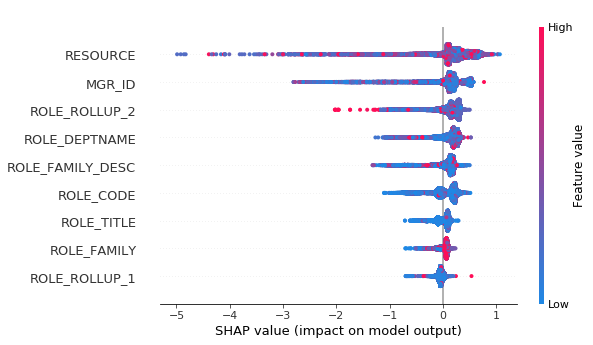 High
RESOURCE
MGR_ID
ROLE_ROLLUP_2
ROLE_DEPTNAME
ROLE_FAMILY_DESC
ROLE_CODE
ROLE_TITLE
ROLE_FAMILY
ROLE_ROLLUP_1
Feature value
Low
−5 −4 −3 −2 −1 0 1
SHAP value (impact on model output)